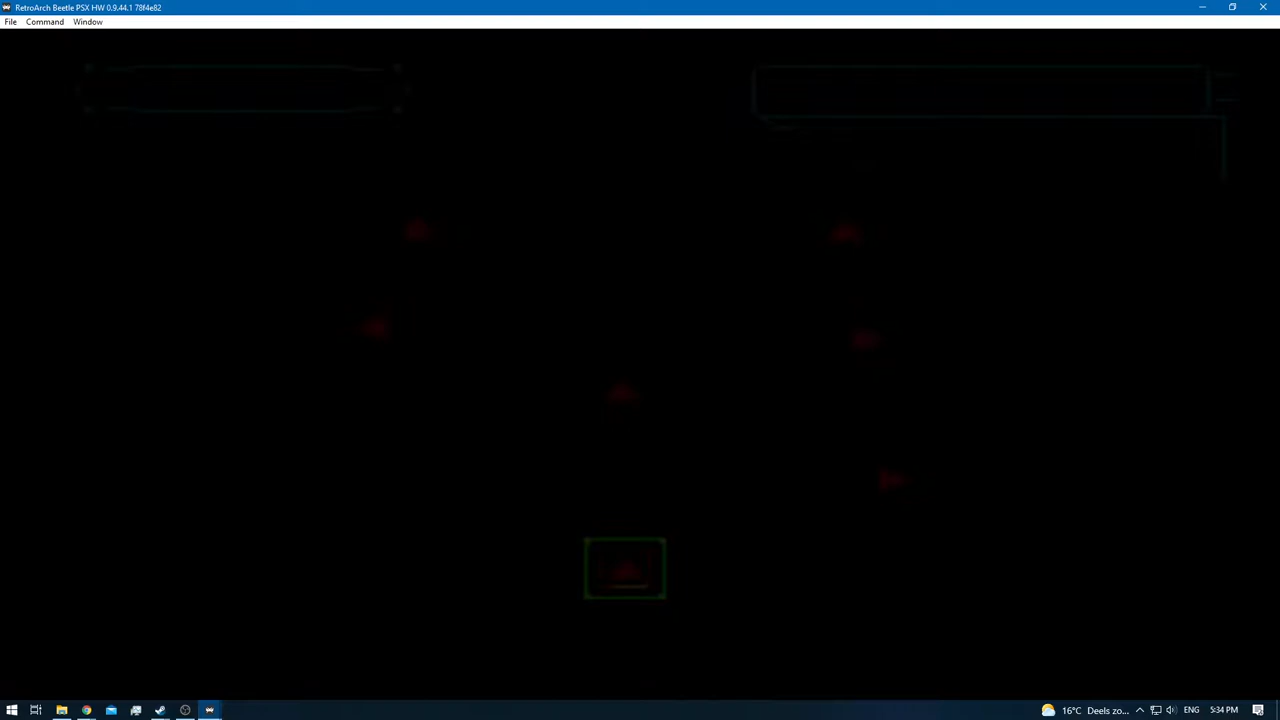 RetroArch Beetle PSX HW 0.9.44.1 78f4e82
File Command Window
16°C Deels zo... ENG 5:34 PM